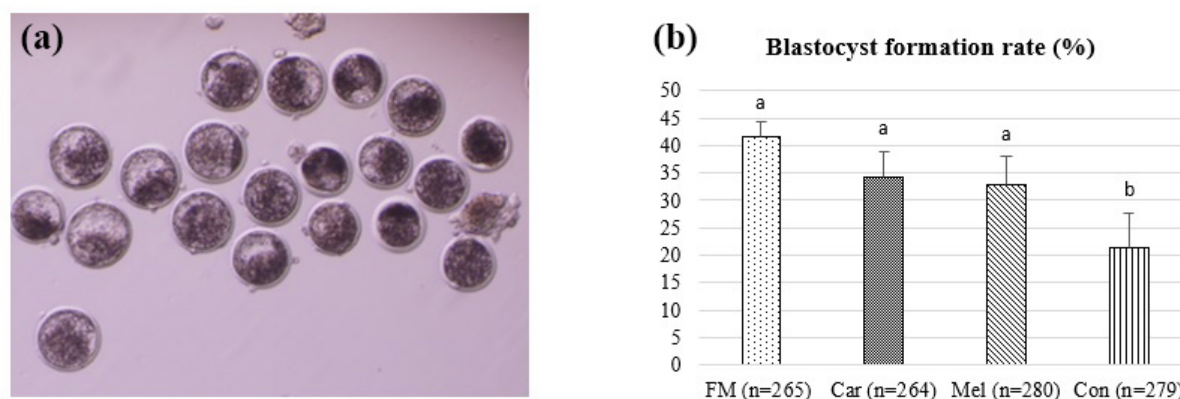 (a)
(b)
Blastocyst formation rate (%)
50
45
40
35
30
25
20
15
10
5
0
a
a
a
b
FM (n=265) Car (n=264) Mel (n=280) Con (n=279)